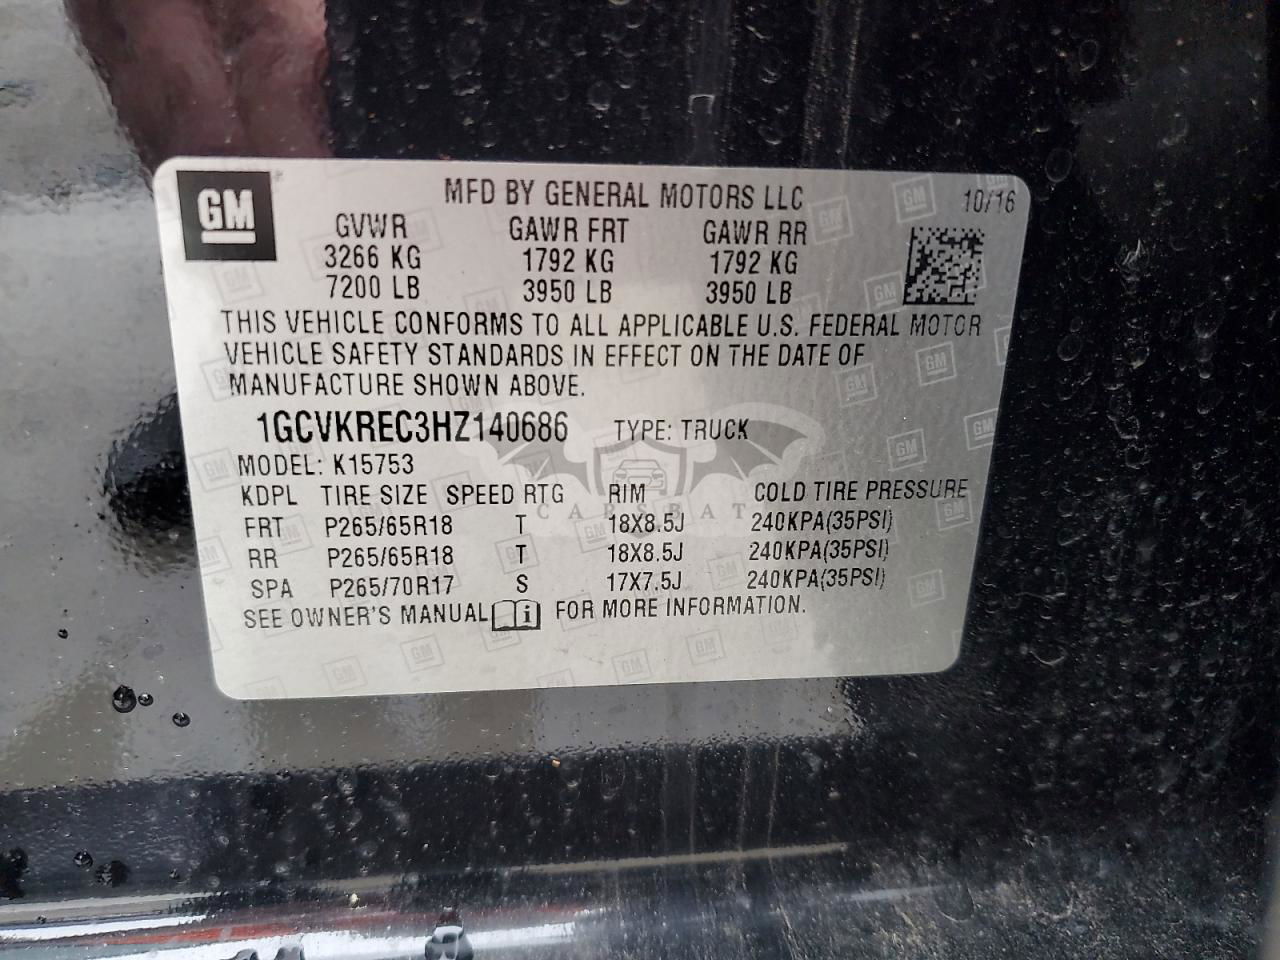 GM
MFD BY GENERAL MOTORS LLC
10/16
GVWR GAWR FRT GAWR RR
3266 KG 1792 KG 1792 KG
7200 LB 3950 LB 3950 LB
THIS VEHICLE CONFORMS TO ALL APPLICABLE U.S. FEDERAL MOTOR
VEHICLE SAFETY STANDARDS IN EFFECT ON THE DATE OF
MANUFACTURE SHOWN ABOVE.
1GCVKREC3HZ140686 TYPE: TRUCK
MODEL: K15753
KDPL TIRE SIZE SPEED RTG RIM COLD TIRE PRESSURE
CARSBAT
FRT P265/65R18 T 18X8.5J 240KPA(35PSI)
RR P265/65R18 T 18X8.5J 240KPA(35PSI)
SPA P265/70R17 S 17X7.5J 240KPA(35PSI)
SEE OWNER'S MANUAL FOR MORE INFORMATION.